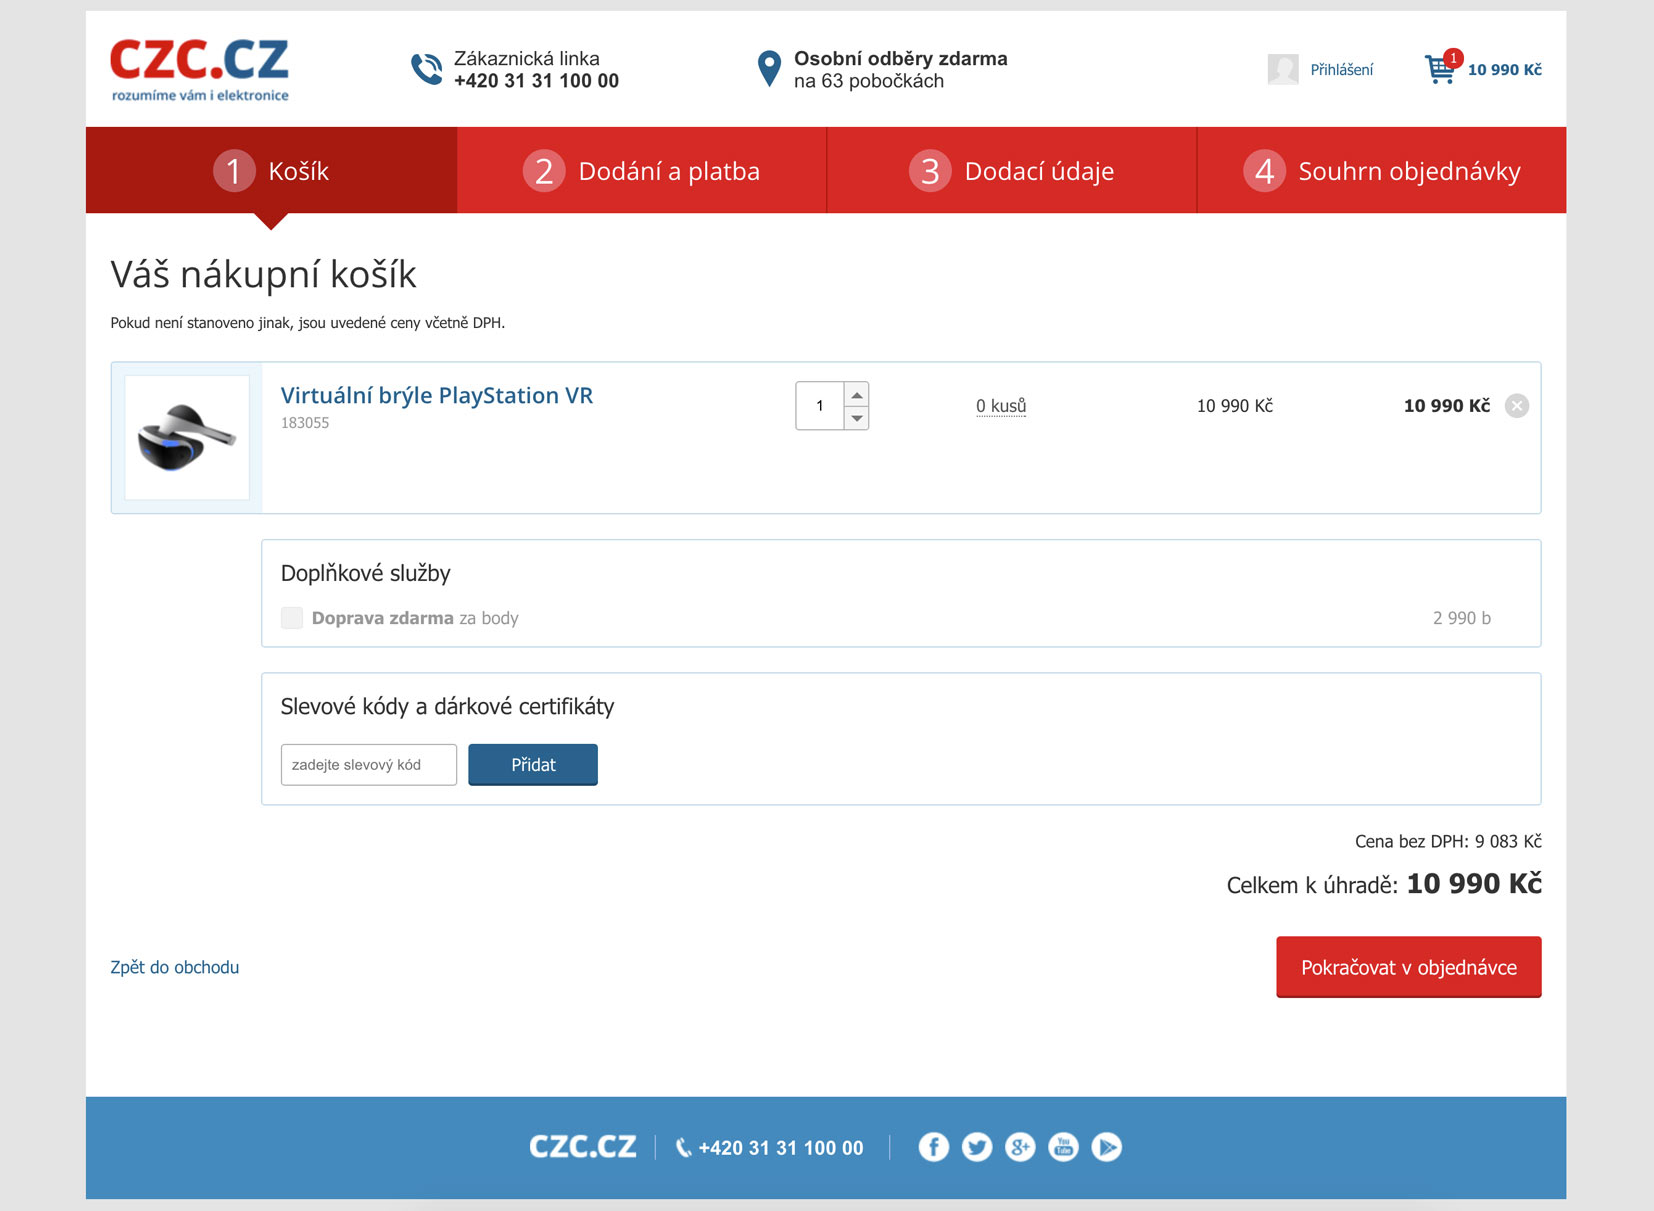 CZC.CZ
rozumíme vám i elektronice
Zákaznická linka
+420 31 31 100 00
Osobní odběry zdarma
na 63 pobočkách
Přihlášení
1
10 990 Kč
1 Košík
2 Dodání a platba
3 Dodací údaje
4 Souhrn objednávky
Váš nákupní košík
Pokud není stanoveno jinak, jsou uvedené ceny včetně DPH.
Virtuální brýle PlayStation VR
183055
1
0 kusů
10 990 Kč
10 990 Kč
Doplňkové služby
Doprava zdarma za body
2 990 b
Slevové kódy a dárkové certifikáty
zadejte slevový kód
Přidat
Cena bez DPH: 9 083 Kč
Celkem k úhradě: 10 990 Kč
Zpět do obchodu
Pokračovat v objednávce
CZC.CZ
+420 31 31 100 00
f
g+
You
Tube